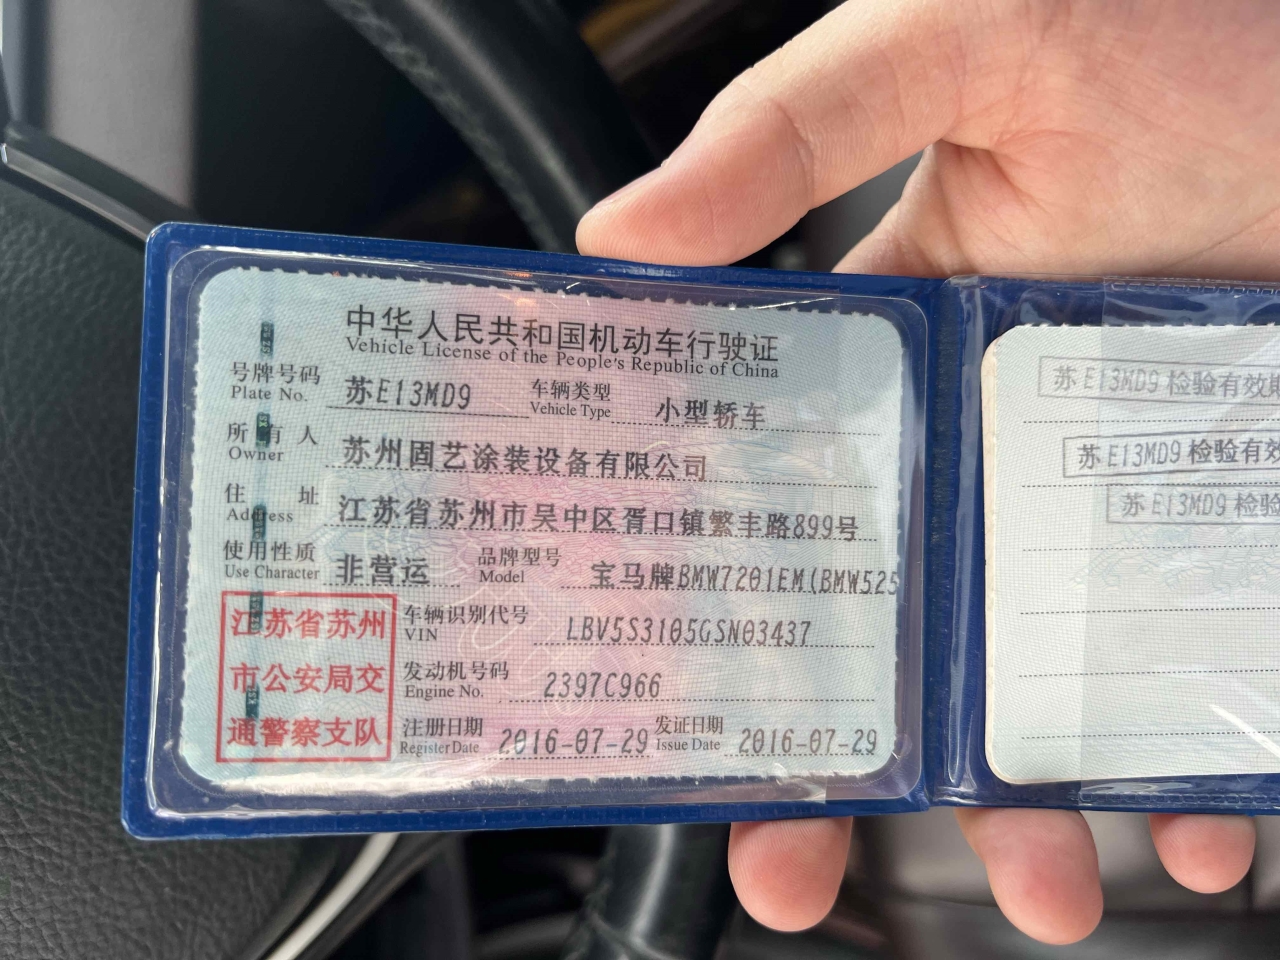 中华人民共和国机动车行驶证
Vehicle License of the People's Republic of China
号牌号码 苏E13MD9 车辆类型 小型轿车
Plate No. Vehicle Type
所有人 苏州固艺涂装设备有限公司
Owner
住址 江苏省苏州市吴中区胥口镇繁丰路899号
Address
使用性质 非营运 品牌型号 宝马牌BMW7201EM(BMW525
Use Character Model
车辆识别代号 LBV5S3105GSN03437
VIN
发动机号码 2397C966
Engine No.
注册日期 2016-07-29 发证日期 2016-07-29
Register Date Issue Date
江苏省苏州
市公安局交
通警察支队
苏E13MD9检验有效期
苏E13MD9检验有效
苏E13MD9检验